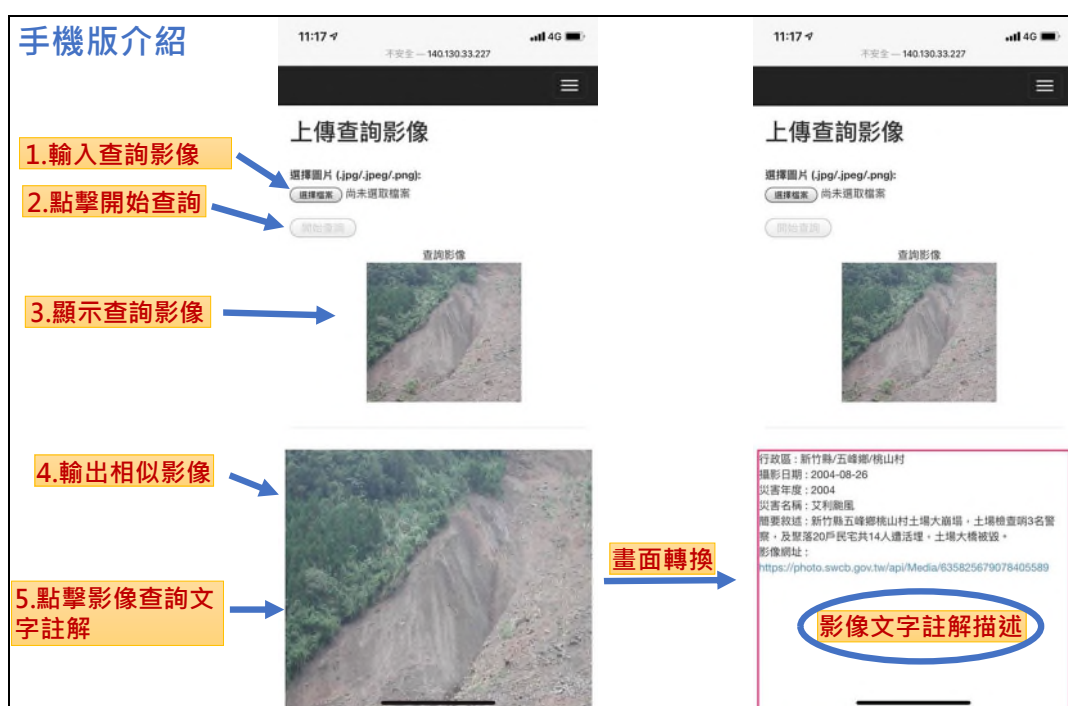 手機版介紹
1.輸入查詢影像
2.點擊開始查詢
3.顯示查詢影像
4.輸出相似影像
5.點擊影像查詢文
字註解
11:17
4G
不安全 — 140.130.33.227
上傳查詢影像
選擇圖片 (.jpg/.jpeg/.png):
選擇檔案 尚未選取檔案
開始查詢
查詢影像
畫面轉換
11:17
4G
不安全 — 140.130.33.227
上傳查詢影像
選擇圖片 (.jpg/.jpeg/.png):
選擇檔案 尚未選取檔案
開始查詢
查詢影像
行政區 : 新竹縣/五峰鄉/桃山村
攝影日期 : 2004-08-26
災害年度 : 2004
災害名稱 : 艾利颱風
簡要敘述 : 新竹縣五峰鄉桃山村土場大崩塌，土場檢查哨3名警
察，及聚落20戶民宅共14人遭活埋，土場大橋被毀。
影像網址 :
https://photo.swcb.gov.tw/api/Media/635825679078405589
影像文字註解描述